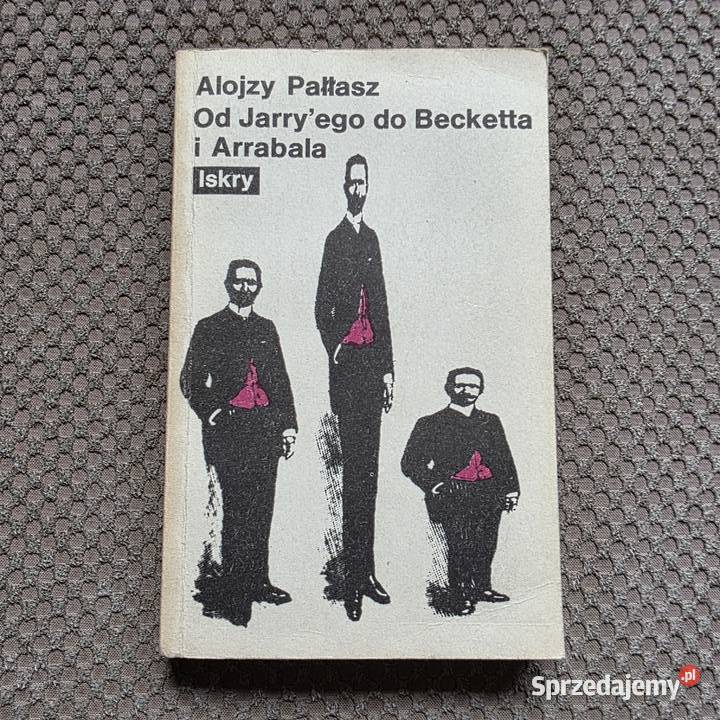 Alojzy Pałłasz
Od Jarry'ego do Becketta
i Arrabala
Iskry
Sprzedajemy.pl